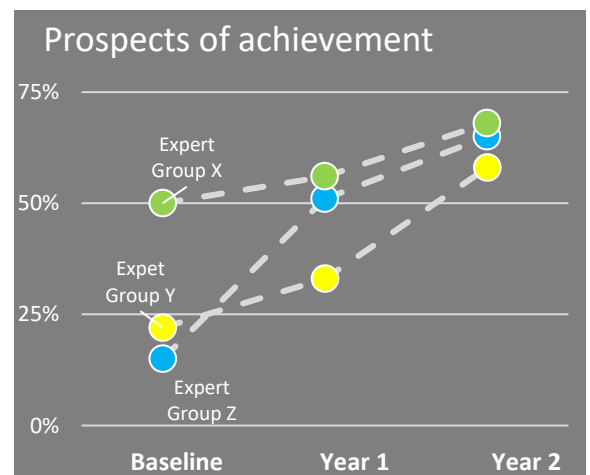 Prospects of achievement
75%
Expert
Group X
50%
Expet
Group Y
25%
Expert
Group Z
0%
Baseline Year 1 Year 2